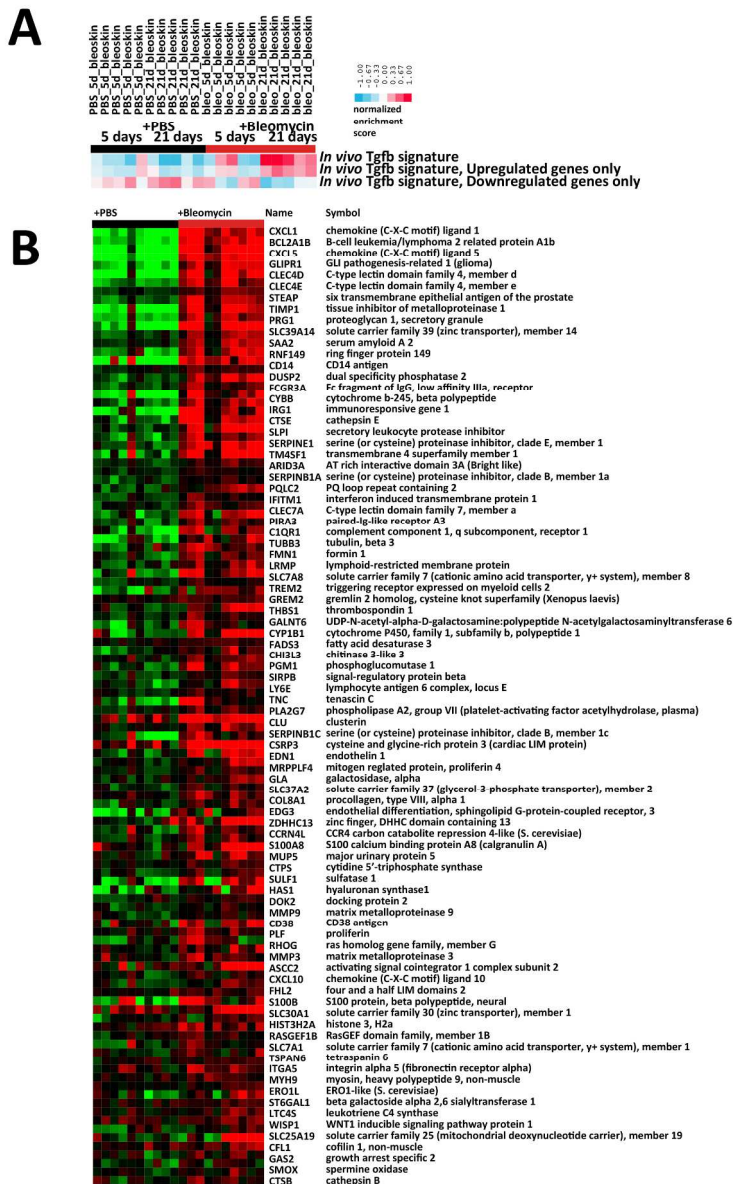 A
PBS_5d_bleoskin
PBS_5d_bleoskin
PBS_5d_bleoskin
PBS_5d_bleoskin
PBS_5d_bleoskin
PBS_21d_bleoskin
PBS_21d_bleoskin
PBS_21d_bleoskin
PBS_21d_bleoskin
PBS_21d_bleoskin
bleo_5d_bleoskin
bleo_5d_bleoskin
bleo_5d_bleoskin
bleo_5d_bleoskin
bleo_5d_bleoskin
bleo_21d_bleoskin
bleo_21d_bleoskin
bleo_21d_bleoskin
bleo_21d_bleoskin
bleo_21d_bleoskin
-1.00
-0.67
-0.33
0.00
0.33
0.67
1.00
normalized
enrichment
score
+PBS +Bleomycin
5 days 21 days 5 days 21 days
In vivo Tgfb signature
In vivo Tgfb signature, Upregulated genes only
In vivo Tgfb signature, Downregulated genes only
B
+PBS +Bleomycin Name Symbol
CXCL1 chemokine (C-X-C motif) ligand 1
BCL2A1B B-cell leukemia/lymphoma 2 related protein A1b
CXCL5 chemokine (C-X-C motif) ligand 5
GLIPR1 GLI pathogenesis-related 1 (glioma)
CLEC4D C-type lectin domain family 4, member d
CLEC4E C-type lectin domain family 4, member e
STEAP six transmembrane epithelial antigen of the prostate
TIMP1 tissue inhibitor of metalloproteinase 1
PRG1 proteoglycan 1, secretory granule
SLC39A14 solute carrier family 39 (zinc transporter), member 14
SAA2 serum amyloid A 2
RNF149 ring finger protein 149
CD14 CD14 antigen
DUSP2 dual specificity phosphatase 2
FCGR3A Fc fragment of IgG, low affinity IIIa, receptor
CYBB cytochrome b-245, beta polypeptide
IRG1 immunoresponsive gene 1
CTSE cathepsin E
SLPI secretory leukocyte protease inhibitor
SERPINE1 serine (or cysteine) proteinase inhibitor, clade E, member 1
TM4SF1 transmembrane 4 superfamily member 1
ARID3A AT rich interactive domain 3A (Bright like)
SERPINB1A serine (or cysteine) proteinase inhibitor, clade B, member 1a
PQLC2 PQ loop repeat containing 2
IFITM1 interferon induced transmembrane protein 1
CLEC7A C-type lectin domain family 7, member a
PIRA3 paired-Ig-like receptor A3
C1QR1 complement component 1, q subcomponent, receptor 1
TUBB3 tubulin, beta 3
FMN1 formin 1
LRMP lymphoid-restricted membrane protein
SLC7A8 solute carrier family 7 (cationic amino acid transporter, y+ system), member 8
TREM2 triggering receptor expressed on myeloid cells 2
GREM2 gremlin 2 homolog, cysteine knot superfamily (Xenopus laevis)
THBS1 thrombospondin 1
GALNT6 UDP-N-acetyl-alpha-D-galactosamine:polypeptide N-acetylgalactosaminyltransferase 6
CYP1B1 cytochrome P450, family 1, subfamily b, polypeptide 1
FADS3 fatty acid desaturase 3
CHI3L3 chitinase 3-like 3
PGM1 phosphoglucomutase 1
SIRPB signal-regulatory protein beta
LY6E lymphocyte antigen 6 complex, locus E
TNC tenascin C
PLA2G7 phospholipase A2, group VII (platelet-activating factor acetylhydrolase, plasma)
CLU clusterin
SERPINB1C serine (or cysteine) proteinase inhibitor, clade B, member 1c
CSRP3 cysteine and glycine-rich protein 3 (cardiac LIM protein)
EDN1 endothelin 1
MRPPLF4 mitogen reglated protein, proliferin 4
GLA galactosidase, alpha
SLC37A2 solute carrier family 37 (glycerol-3-phosphate transporter), member 2
COL8A1 procollagen, type VIII, alpha 1
EDG3 endothelial differentiation, sphingolipid G-protein-coupled receptor, 3
ZDHHC13 zinc finger, DHHC domain containing 13
CCRN4L CCR4 carbon catabolite repression 4-like (S. cerevisiae)
S100A8 S100 calcium binding protein A8 (calgranulin A)
MUP5 major urinary protein 5
CTPS cytidine 5'-triphosphate synthase
SULF1 sulfatase 1
HAS1 hyaluronan synthase1
DOK2 docking protein 2
MMP9 matrix metalloproteinase 9
CD38 CD38 antigen
PLF proliferin
RHOG ras homolog gene family, member G
MMP3 matrix metalloproteinase 3
ASCC2 activating signal cointegrator 1 complex subunit 2
CXCL10 chemokine (C-X-C motif) ligand 10
FHL2 four and a half LIM domains 2
S100B S100 protein, beta polypeptide, neural
SLC30A1 solute carrier family 30 (zinc transporter), member 1
HIST3H2A histone 3, H2a
RASGEF1B RasGEF domain family, member 1B
SLC7A1 solute carrier family 7 (cationic amino acid transporter, y+ system), member 1
TSPAN6 tetraspanin 6
ITGA5 integrin alpha 5 (fibronectin receptor alpha)
MYH9 myosin, heavy polypeptide 9, non-muscle
ERO1L ERO1-like (S. cerevisiae)
ST6GAL1 beta galactoside alpha 2,6 sialyltransferase 1
LTC4S leukotriene C4 synthase
WISP1 WNT1 inducible signaling pathway protein 1
SLC25A19 solute carrier family 25 (mitochondrial deoxynucleotide carrier), member 19
CFL1 cofilin 1, non-muscle
GAS2 growth arrest specific 2
SMOX spermine oxidase
CTSB cathepsin B